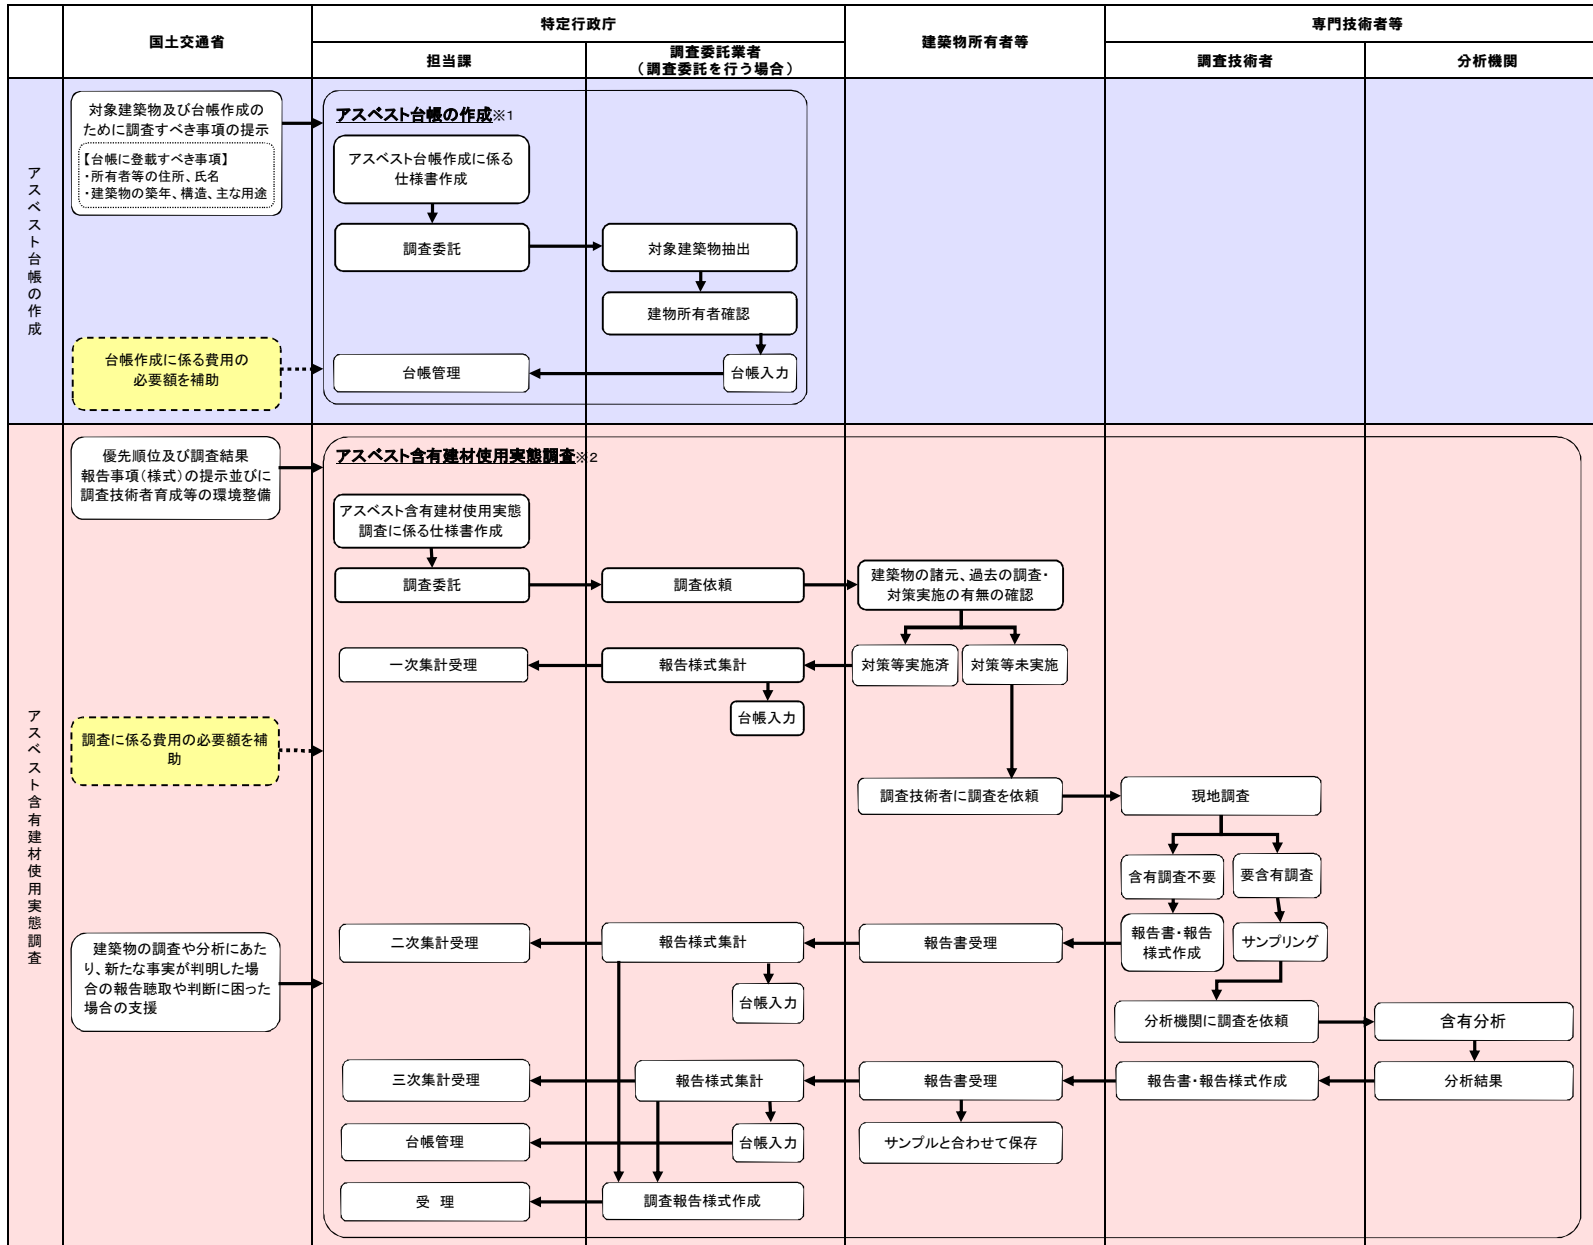 国土交通省
特定行政庁
担当課
調査委託業者
（調査委託を行う場合）
建築物所有者等
専門技術者等
調査技術者
分析機関
アスベスト台帳の作成
対象建築物及び台帳作成の
ために調査すべき事項の提示
【台帳に登載すべき事項】
・所有者等の住所、氏名
・建築物の築年、構造、主な用途
アスベスト台帳の作成※1
アスベスト台帳作成に係る
仕様書作成
調査委託
対象建築物抽出
建物所有者確認
台帳作成に係る費用の
必要額を補助
台帳管理
台帳入力
アスベスト含有建材使用実態調査
優先順位及び調査結果
報告事項（様式）の提示並びに
調査技術者育成等の環境整備
アスベスト含有建材使用実態調査※2
アスベスト含有建材使用実態
調査に係る仕様書作成
調査委託
調査依頼
建築物の諸元、過去の調査・
対策実施の有無の確認
一次集計受理
報告様式集計
対策等実施済
対策等未実施
台帳入力
調査に係る費用の必要額を補
助
調査技術者に調査を依頼
現地調査
含有調査不要
要含有調査
建築物の調査や分析にあた
り、新たな事実が判明した場
合の報告聴取や判断に困った
場合の支援
二次集計受理
報告様式集計
報告書受理
報告書・報告
様式作成
サンプリング
台帳入力
分析機関に調査を依頼
含有分析
三次集計受理
報告様式集計
報告書受理
報告書・報告様式作成
分析結果
台帳管理
台帳入力
サンプルと合わせて保存
受　理
調査報告様式作成